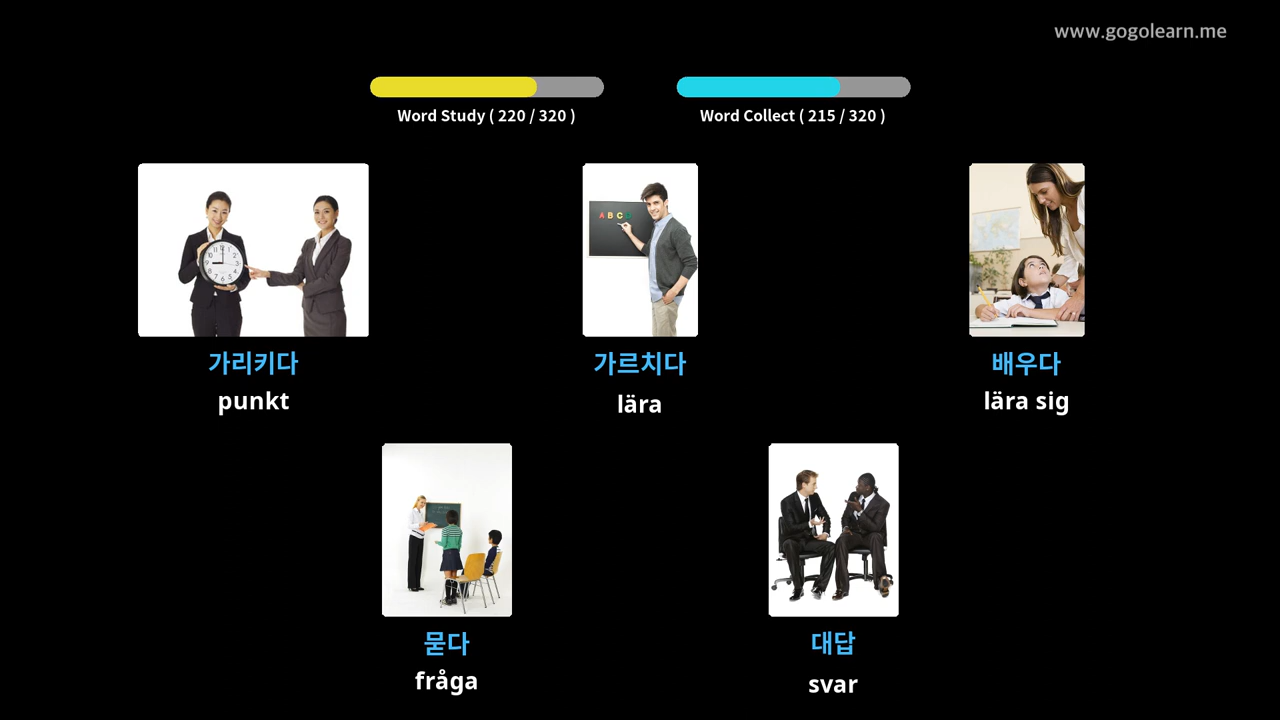 www.gogolearn.me
Word Study ( 220 / 320 )
Word Collect ( 215 / 320 )
가리키다
punkt
가르치다
lära
배우다
lära sig
묻다
fråga
대답
svar